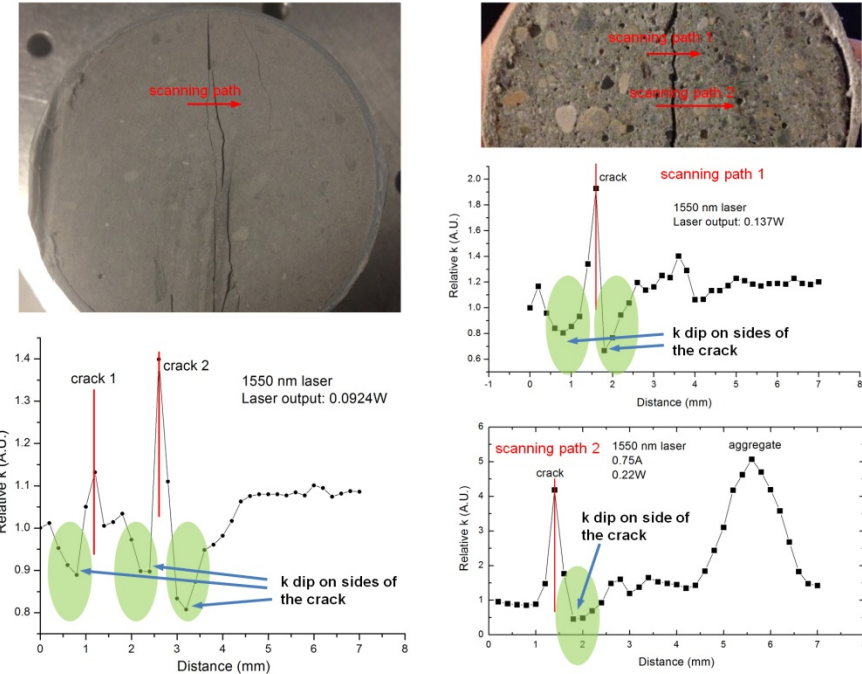 scanning path
scanning path 1
scanning path 2
2.0
1.8
1.6
1.4
1.2
1.0
0.8
0.6
Relative k (A.U.)
crack
scanning path 1
1550 nm laser
Laser output: 0.137W
k dip on sides of
the crack
-1 0 1 2 3 4 5 6 7 8
Distance (mm)
1.4
1.3
1.2
1.1
1.0
0.9
0.8
Relative k (A.U.)
crack 1
crack 2
1550 nm laser
Laser output: 0.0924W
k dip on sides of
the crack
0 1 2 3 4 5 6 7 8
Distance (mm)
6
5
4
3
2
1
0
Relative k (A.U.)
scanning path 2
crack
1550 nm laser
0.75A
0.22W
aggregate
k dip on side of
the crack
0 1 2 3 4 5 6 7 8
Distance (mm)